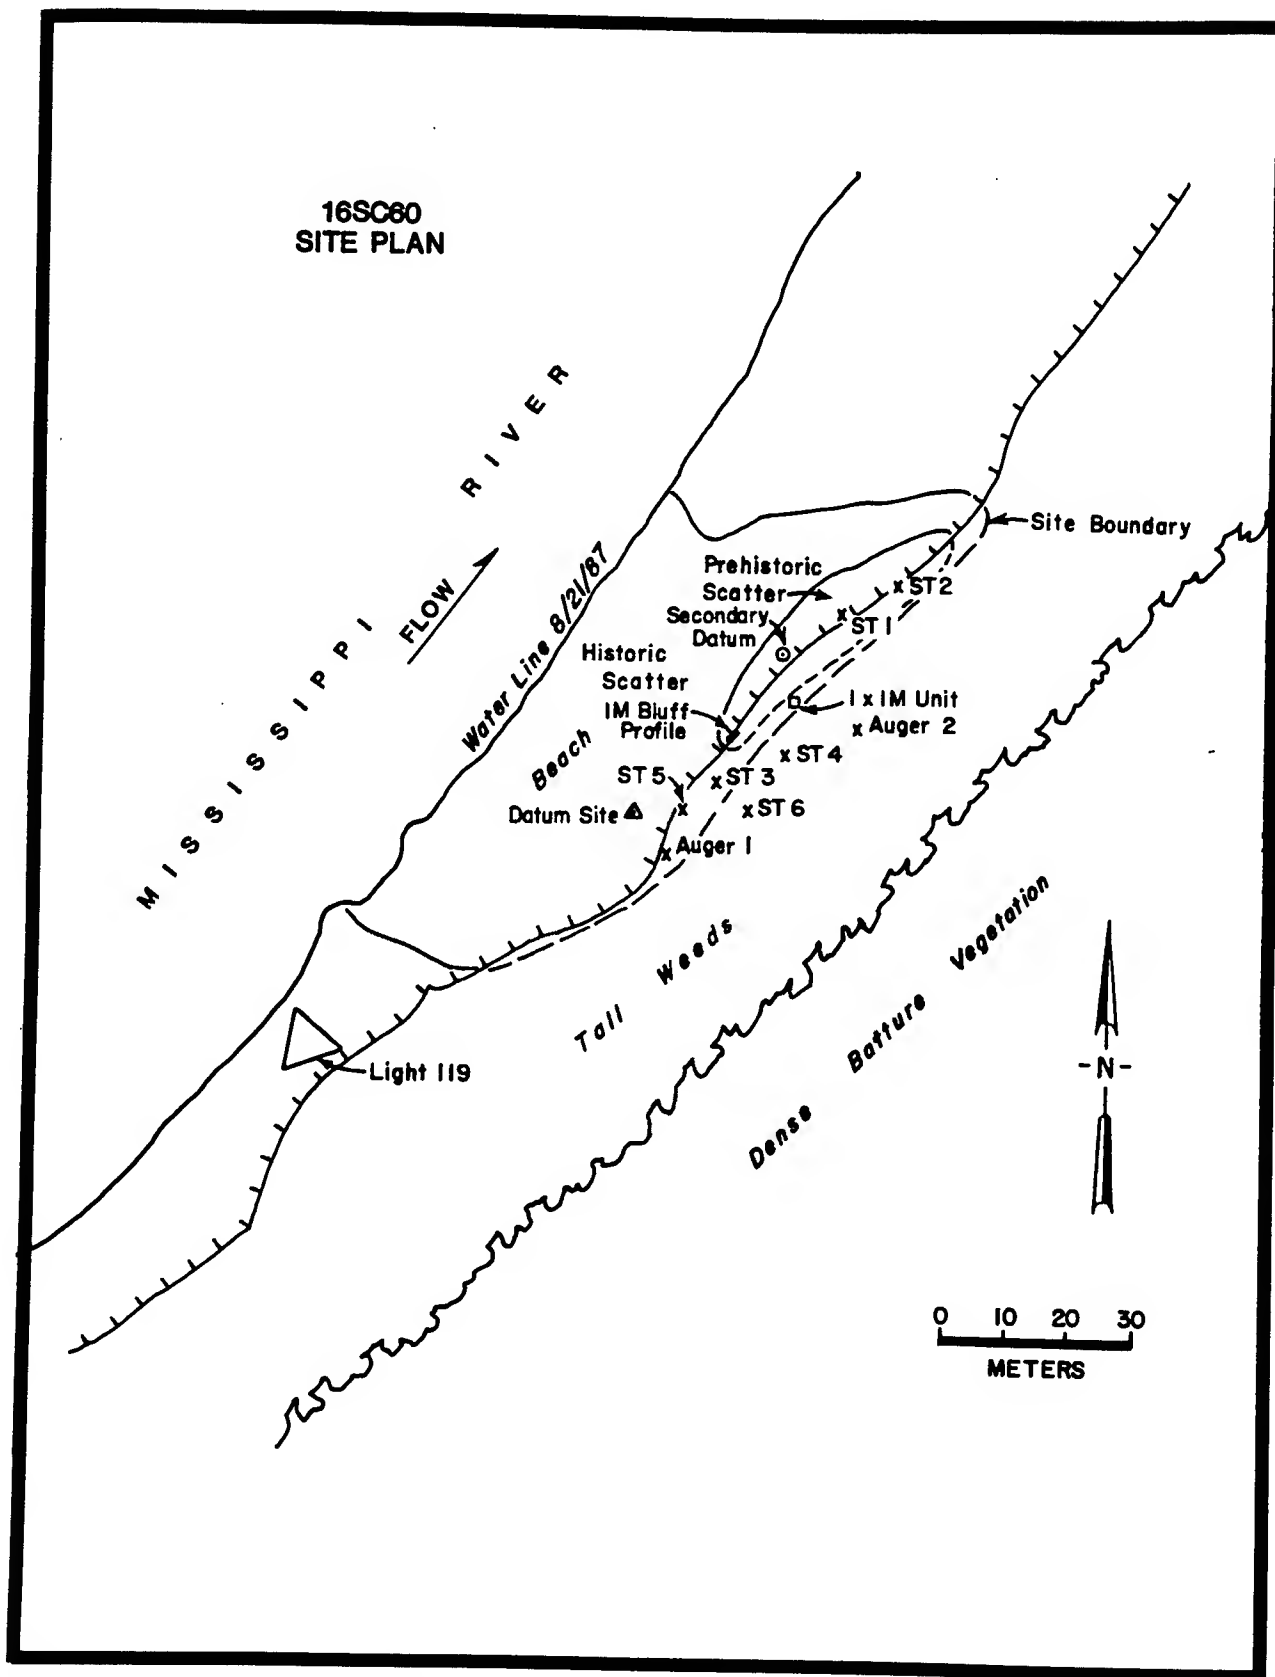 16SC60
SITE PLAN
MISSISSIPPI RIVER
FLOW
Water Line 8/21/87
Site Boundary
Prehistoric
Scatter
ST2
Secondary
Datum
ST1
Historic
Scatter
1M Bluff
Profile
1x1M Unit
Auger 2
Beach
ST4
ST5
ST3
Datum Site
ST6
Auger 1
Tall Weeds
Dense Batture Vegetation
Light 119
-N-
0 10 20 30
METERS